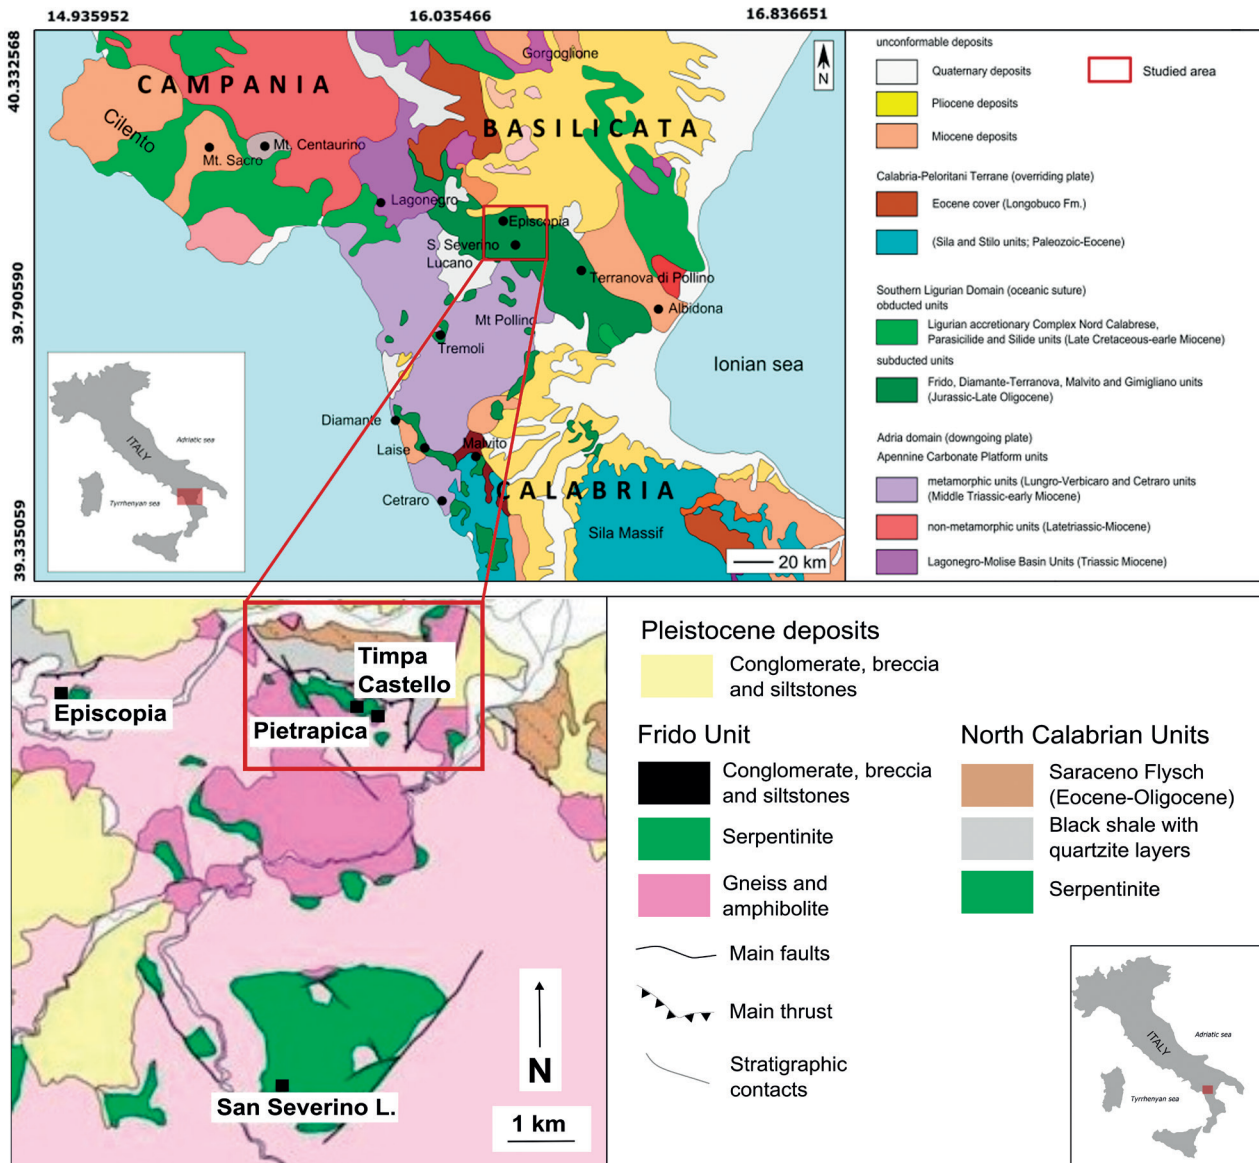 14.935952
16.035466
16.836651
40.332568
39.7905090
39.335059
Gorgoglione
CAMPANIA
BASILICATA
Cilento
Mt. Centaurino
Mt. Sacro
Lagonegro
Episcopia
S. Severino
Lucano
Terranova di Pollino
Albidona
Mt Pollino
Tremoli
Ionian sea
Diamante
Laise
Malvito
Cetraro
CALABRIA
Sila Massif
20 km
N
ITALY
Adriatic sea
Tyrrhenyan sea
unconformable deposits
Quaternary deposits
Studied area
Pliocene deposits
Miocene deposits
Calabria-Peloritani Terrane (overriding plate)
Eocene cover (Longobuco Fm.)
(Sila and Stilo units; Paleozoic-Eocene)
Southern Ligurian Domain (oceanic suture)
obducted units
Ligurian accretionary Complex Nord Calabrese,
Parasicilide and Silide units (Late Cretaceous-earle Miocene)
subducted units
Frido, Diamante-Terranova, Malvito and Gimigliano units
(Jurassic-Late Oligocene)
Adria domain (downgoing plate)
Apennine Carbonate Platform units
metamorphic units (Lungro-Verbicaro and Cetraro units
(Middle Triassic-early Miocene)
non-metamorphic units (Latetriassic-Miocene)
Lagonegro-Molise Basin Units (Triassic Miocene)
Timpa
Castello
Episcopia
Pietrapica
San Severino L.
N
1 km
Pleistocene deposits
Conglomerate, breccia
and siltstones
Frido Unit
Conglomerate, breccia
and siltstones
Serpentinite
Gneiss and
amphibolite
Main faults
Main thrust
Stratigraphic
contacts
North Calabrian Units
Saraceno Flysch
(Eocene-Oligocene)
Black shale with
quartzite layers
Serpentinite
ITALY
Adriatic sea
Tyrrhenyan sea